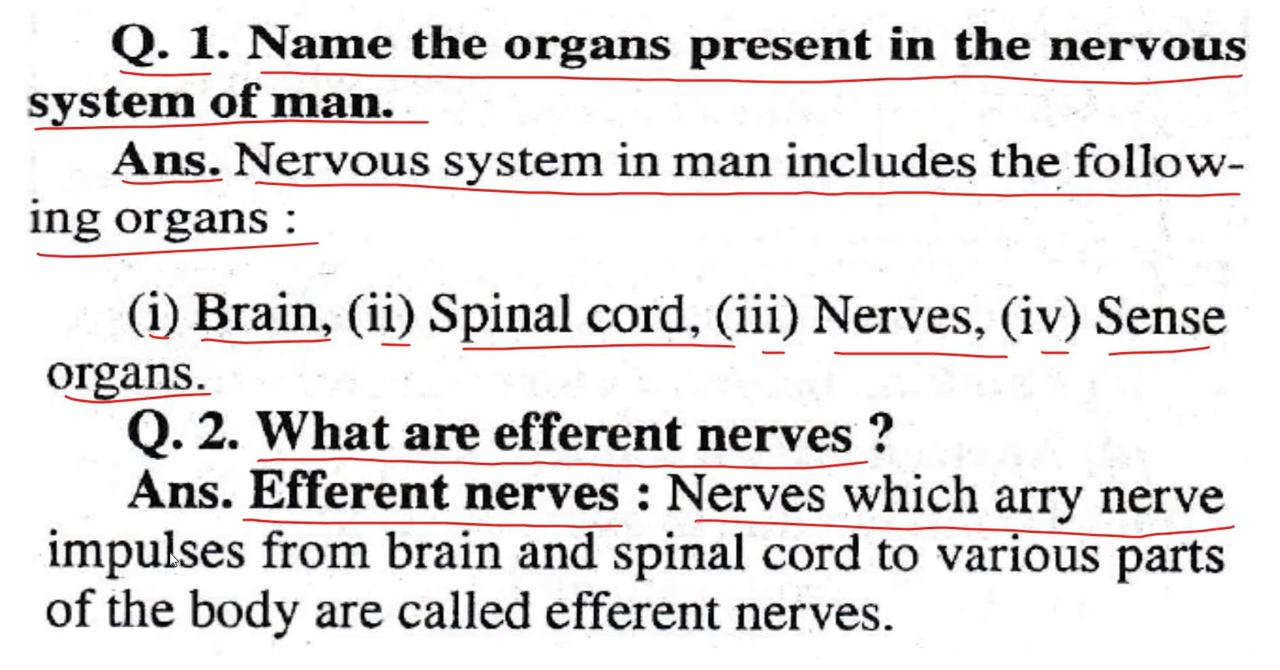 Q. 1. Name the organs present in the nervous
system of man.
Ans. Nervous system in man includes the follow-
ing organs :
(i) Brain, (ii) Spinal cord, (iii) Nerves, (iv) Sense
organs.
Q. 2. What are efferent nerves ?
Ans. Efferent nerves : Nerves which arry nerve
impulses from brain and spinal cord to various parts
of the body are called efferent nerves.